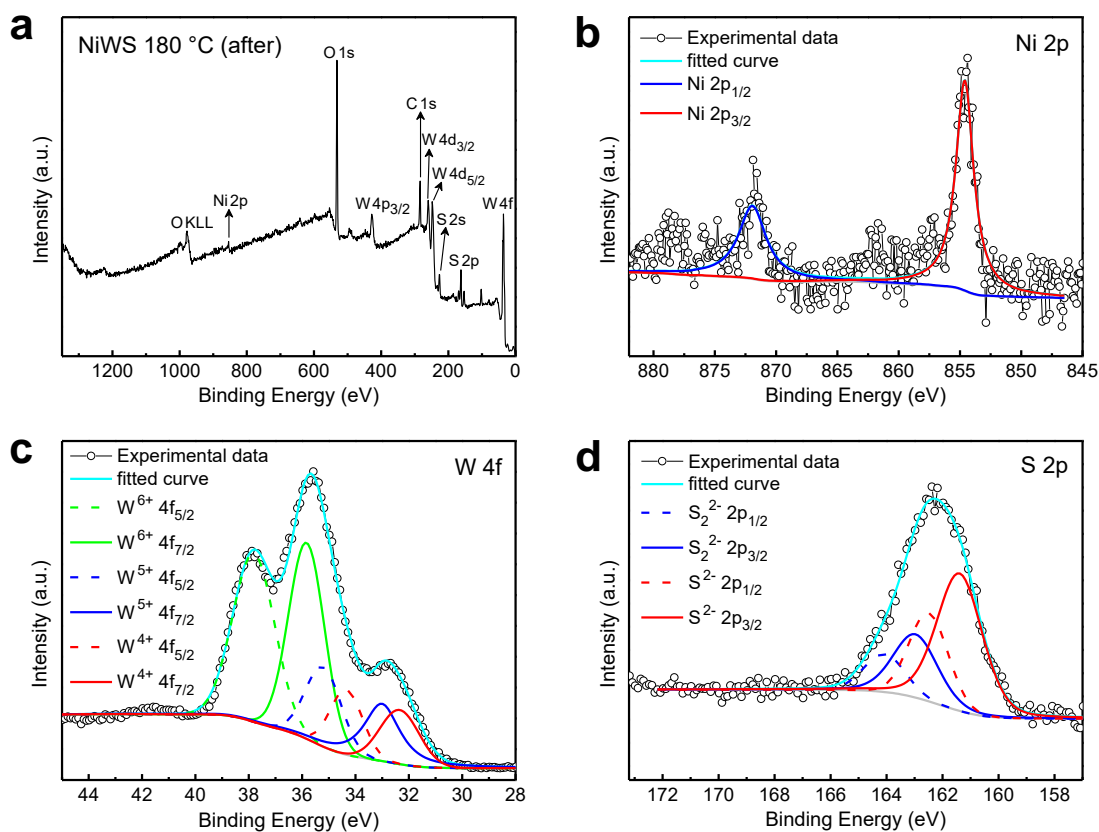 a
NiWS 180 °C (after)
O 1s
C 1s
W 4d3/2
W 4d5/2
S 2s
S 2p
W 4f
W 4p3/2
Ni 2p
O KLL
Intensity (a.u.)
1200 1000 800 600 400 200 0
Binding Energy (eV)
b
Ni 2p
Experimental data
fitted curve
Ni 2p1/2
Ni 2p3/2
Intensity (a.u.)
880 875 870 865 860 855 850 845
Binding Energy (eV)
c
W 4f
Experimental data
fitted curve
W6+ 4f5/2
W6+ 4f7/2
W5+ 4f5/2
W5+ 4f7/2
W4+ 4f5/2
W4+ 4f7/2
Intensity (a.u.)
44 42 40 38 36 34 32 30 28
Binding Energy (eV)
d
S 2p
Experimental data
fitted curve
S22- 2p1/2
S22- 2p3/2
S2- 2p1/2
S2- 2p3/2
Intensity (a.u.)
172 170 168 166 164 162 160 158
Binding Energy (eV)